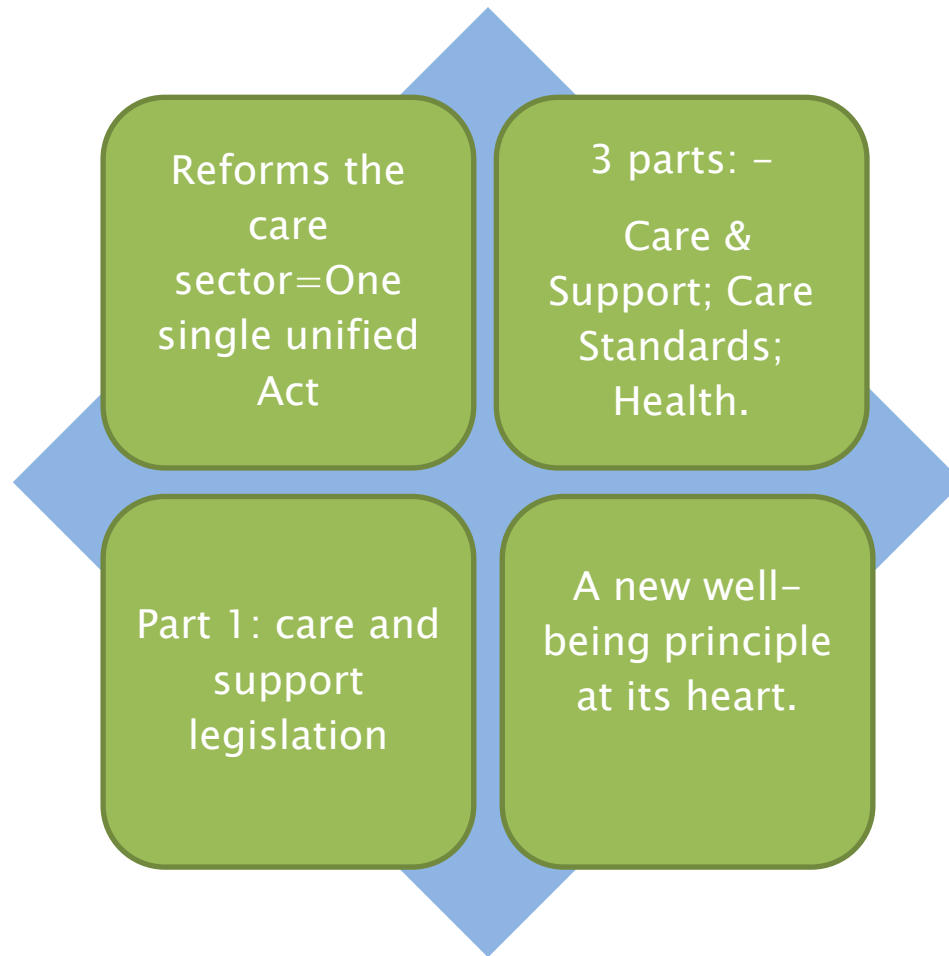 Reforms the
care
sector=One
single unified
Act
3 parts: –
Care &
Support; Care
Standards;
Health.
Part 1: care and
support
legislation
A new well–
being principle
at its heart.